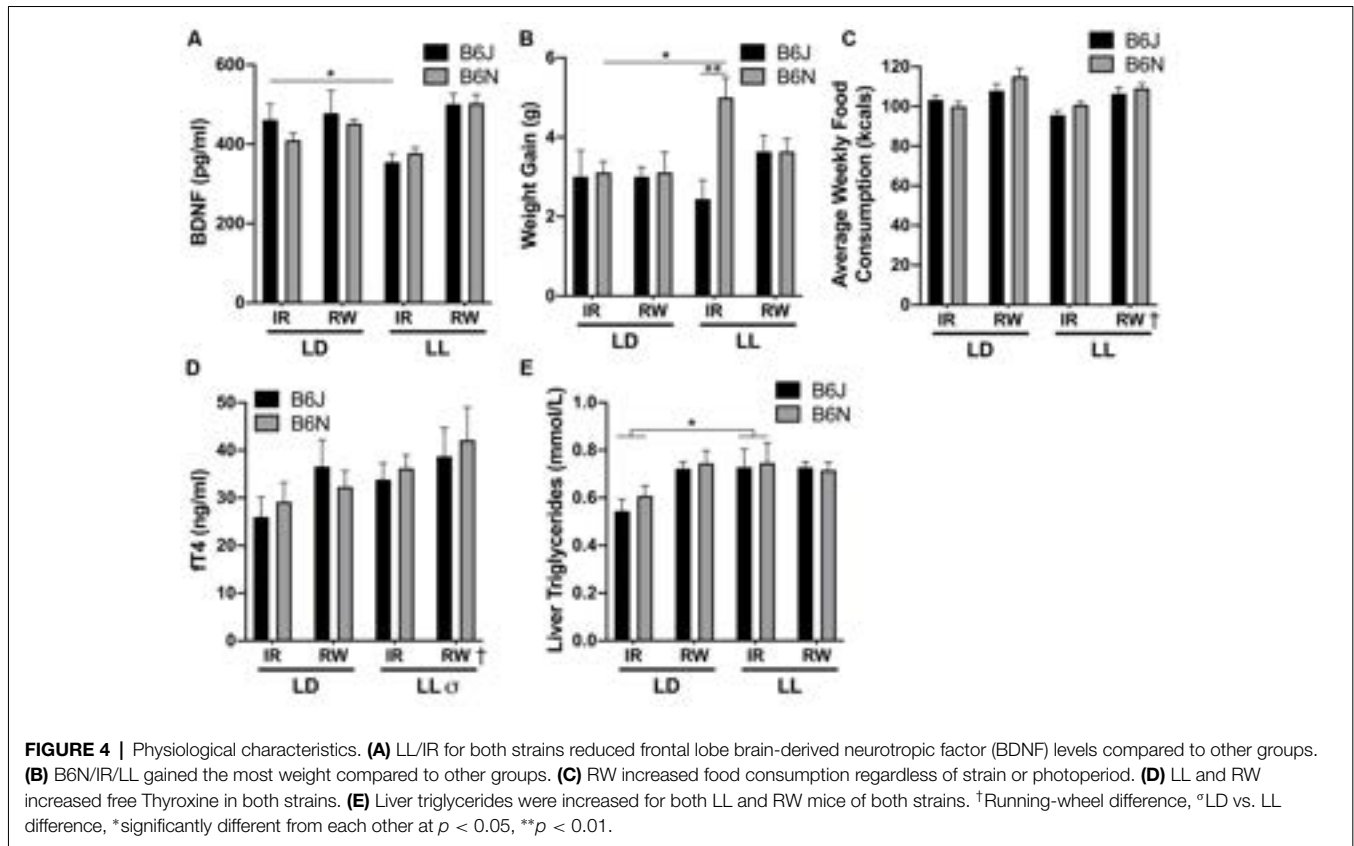 A
B6J
B6N
BDNF (pg/ml)
600
400
200
0
*
IR RW IR RW
LD LL
B
B6J
B6N
Weight Gain (g)
6
4
2
0
*
**
IR RW IR RW
LD LL
C
B6J
B6N
Average Weekly Food
Consumption (kcals)
120
100
80
60
40
20
0
IR RW IR RW †
LD LL
D
B6J
B6N
fT4 (ng/ml)
50
40
30
20
10
0
IR RW IR RW †
LD LL σ
E
B6J
B6N
Liver Triglycerides (mmol/L)
1.0
0.8
0.6
0.4
0.2
0.0
*
IR RW IR RW
LD LL
FIGURE 4 | Physiological characteristics. (A) LL/IR for both strains reduced frontal lobe brain-derived neurotropic factor (BDNF) levels compared to other groups.
(B) B6N/IR/LL gained the most weight compared to other groups. (C) RW increased food consumption regardless of strain or photoperiod. (D) LL and RW
increased free Thyroxine in both strains. (E) Liver triglycerides were increased for both LL and RW mice of both strains. †Running-wheel difference, σLD vs. LL
difference, *significantly different from each other at p < 0.05, **p < 0.01.